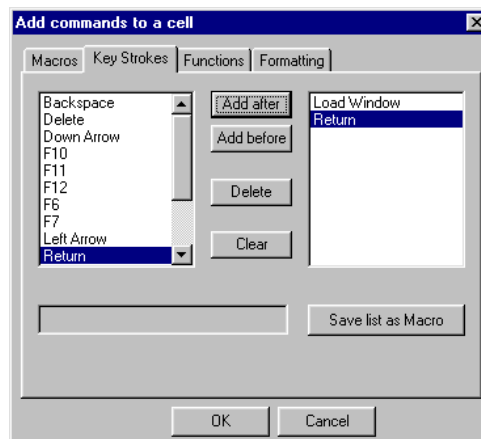 Add commands to a cell
Macros Key Strokes Functions Formatting
Backspace
Delete
Down Arrow
F10
F11
F12
F6
F7
Left Arrow
Return
Add after
Add before
Delete
Clear
Load Window
Return
Save list as Macro
OK Cancel